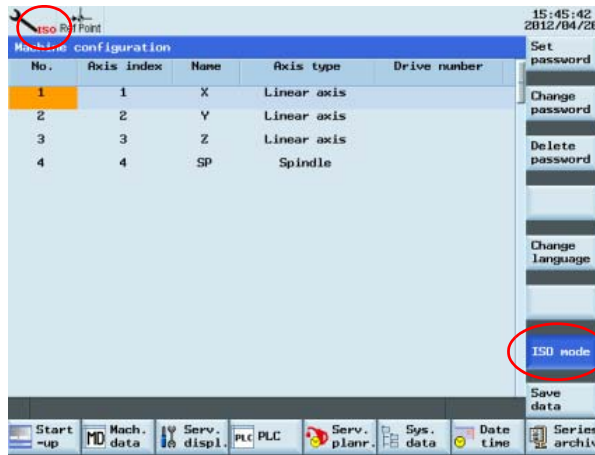 ISO Ref Point
15:45:42
2012/04/20
Machine configuration
No. Axis index Name Axis type Drive number
1 1 X Linear axis
2 2 Y Linear axis
3 3 Z Linear axis
4 4 SP Spindle
Set
password
Change
password
Delete
password
Change
language
ISO mode
Save
data
Start
-up
MD Mach.
data
Serv.
displ.
PLC PLC
Serv.
planr.
Sys.
data
Date
time
Series
archiv